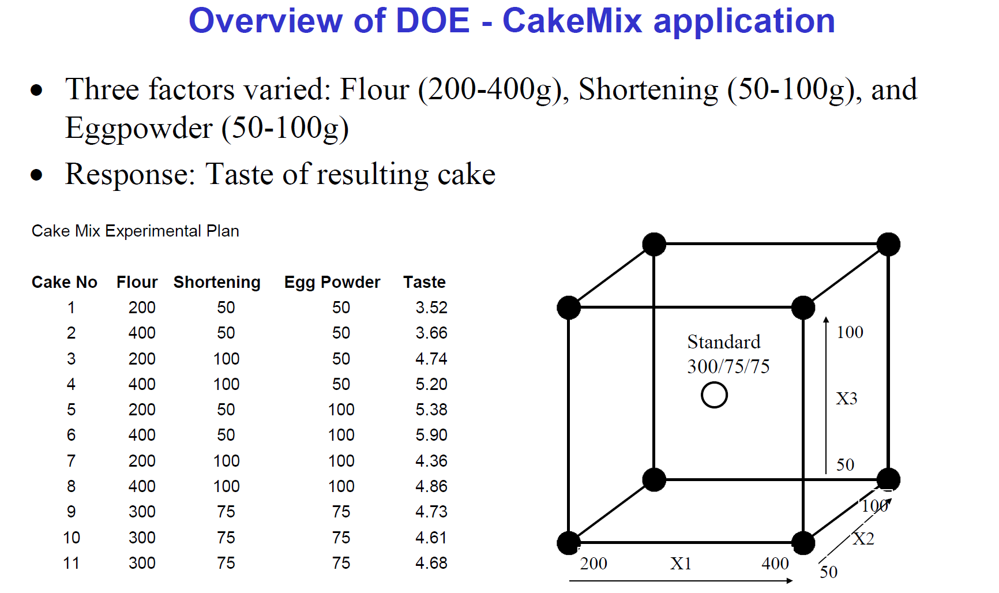 Overview of DOE - CakeMix application
• Three factors varied: Flour (200-400g), Shortening (50-100g), and
Eggpowder (50-100g)
• Response: Taste of resulting cake
Cake Mix Experimental Plan
Cake No Flour Shortening Egg Powder Taste
1 200 50 50 3.52
2 400 50 50 3.66
3 200 100 50 4.74
4 400 100 50 5.20
5 200 50 100 5.38
6 400 50 100 5.90
7 200 100 100 4.36
8 400 100 100 4.86
9 300 75 75 4.73
10 300 75 75 4.61
11 300 75 75 4.68
Standard
300/75/75
100
X3
50
100
X2
50
200 X1 400